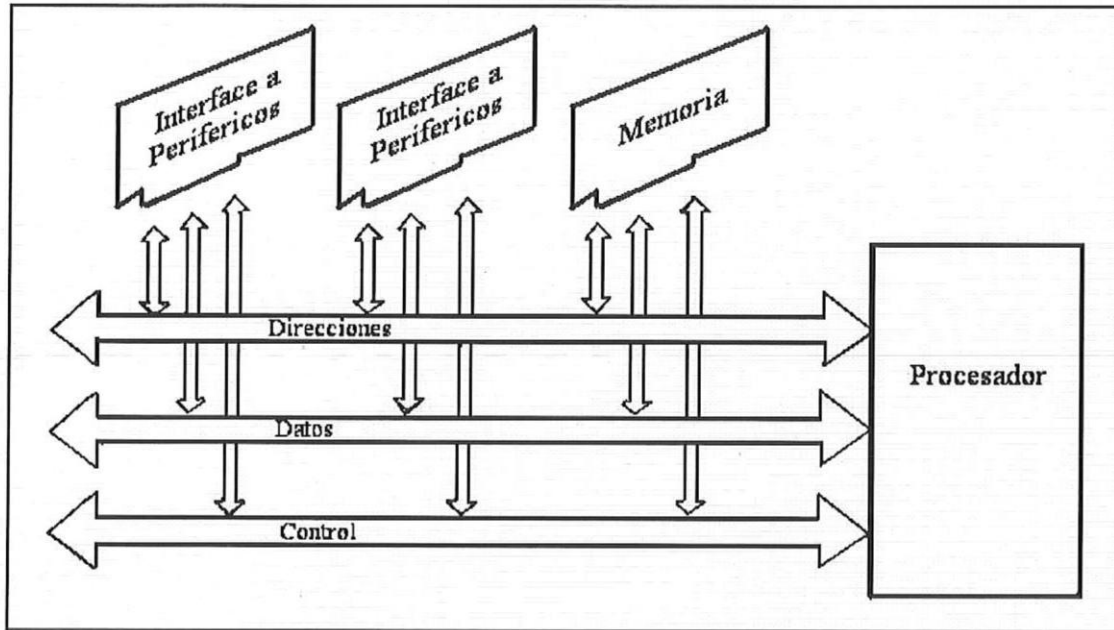 Interface a
Perifericos
Interface a
Perifericos
Memoria
Direcciones
Procesador
Datos
Control